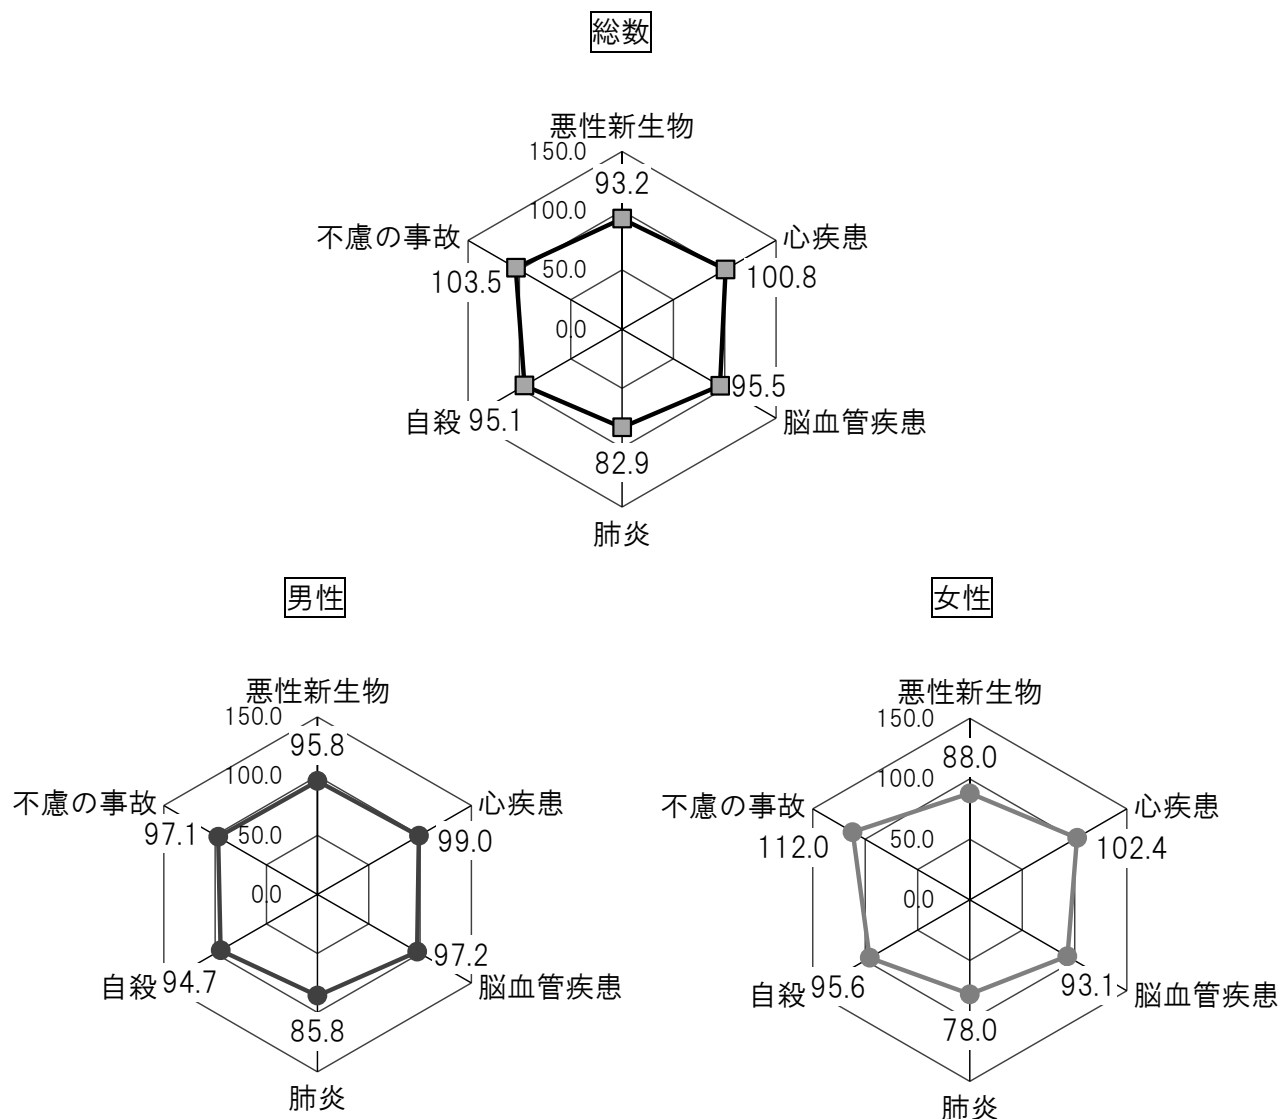 総数
悪性新生物
150.0
93.2
100.0
不慮の事故
心疾患
103.5
50.0
100.8
0.0
95.5
自殺 95.1
脳血管疾患
82.9
肺炎
男性
悪性新生物
150.0
95.8
100.0
不慮の事故
心疾患
97.1
50.0
99.0
0.0
97.2
自殺 94.7
脳血管疾患
85.8
肺炎
女性
悪性新生物
150.0
88.0
100.0
不慮の事故
心疾患
112.0
50.0
102.4
0.0
93.1
自殺 95.6
脳血管疾患
78.0
肺炎